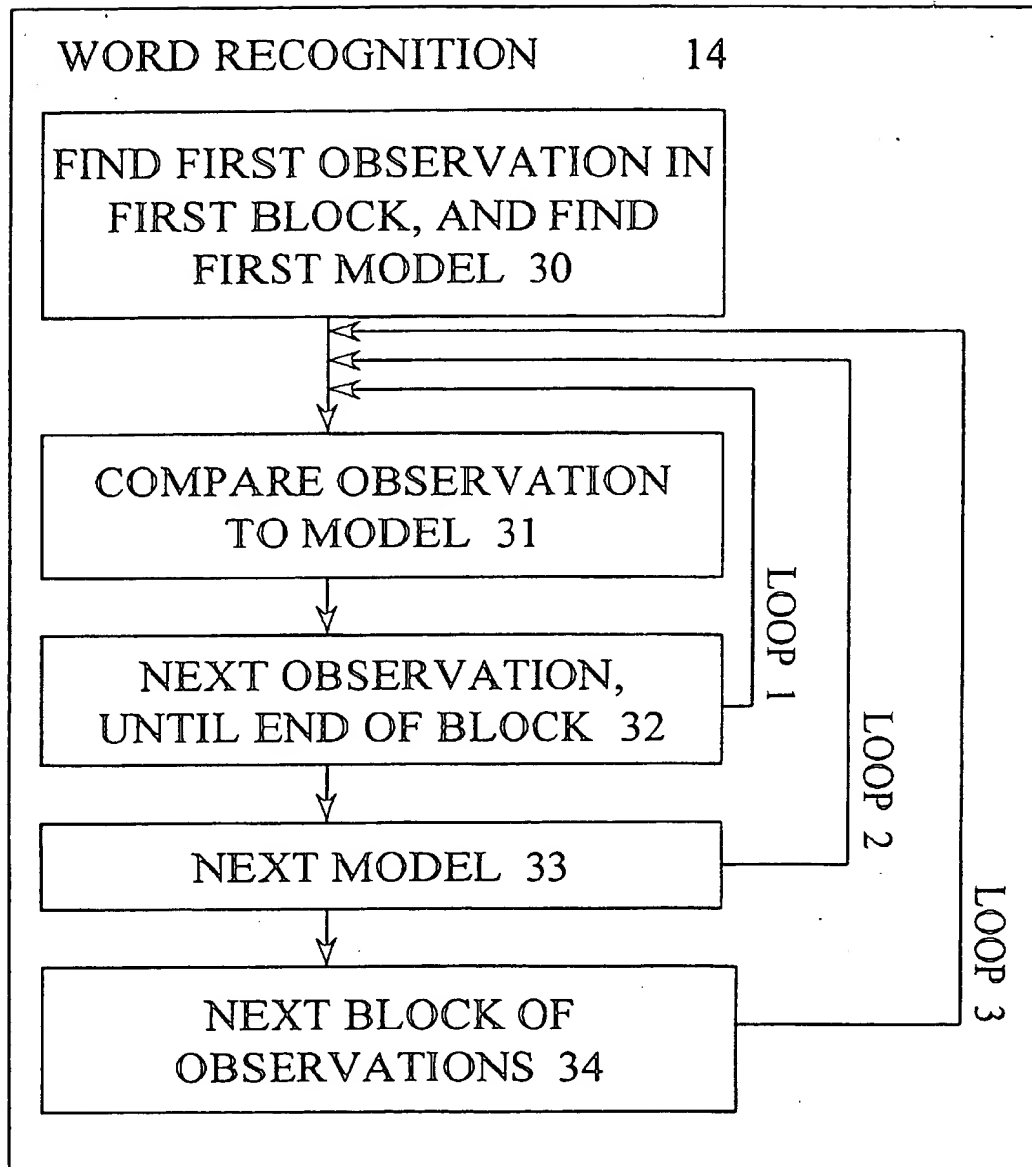 WORD RECOGNITION 14
FIND FIRST OBSERVATION IN
FIRST BLOCK, AND FIND
FIRST MODEL 30
COMPARE OBSERVATION
TO MODEL 31
NEXT OBSERVATION,
UNTIL END OF BLOCK 32
NEXT MODEL 33
NEXT BLOCK OF
OBSERVATIONS 34
LOOP 1
LOOP 2
LOOP 3